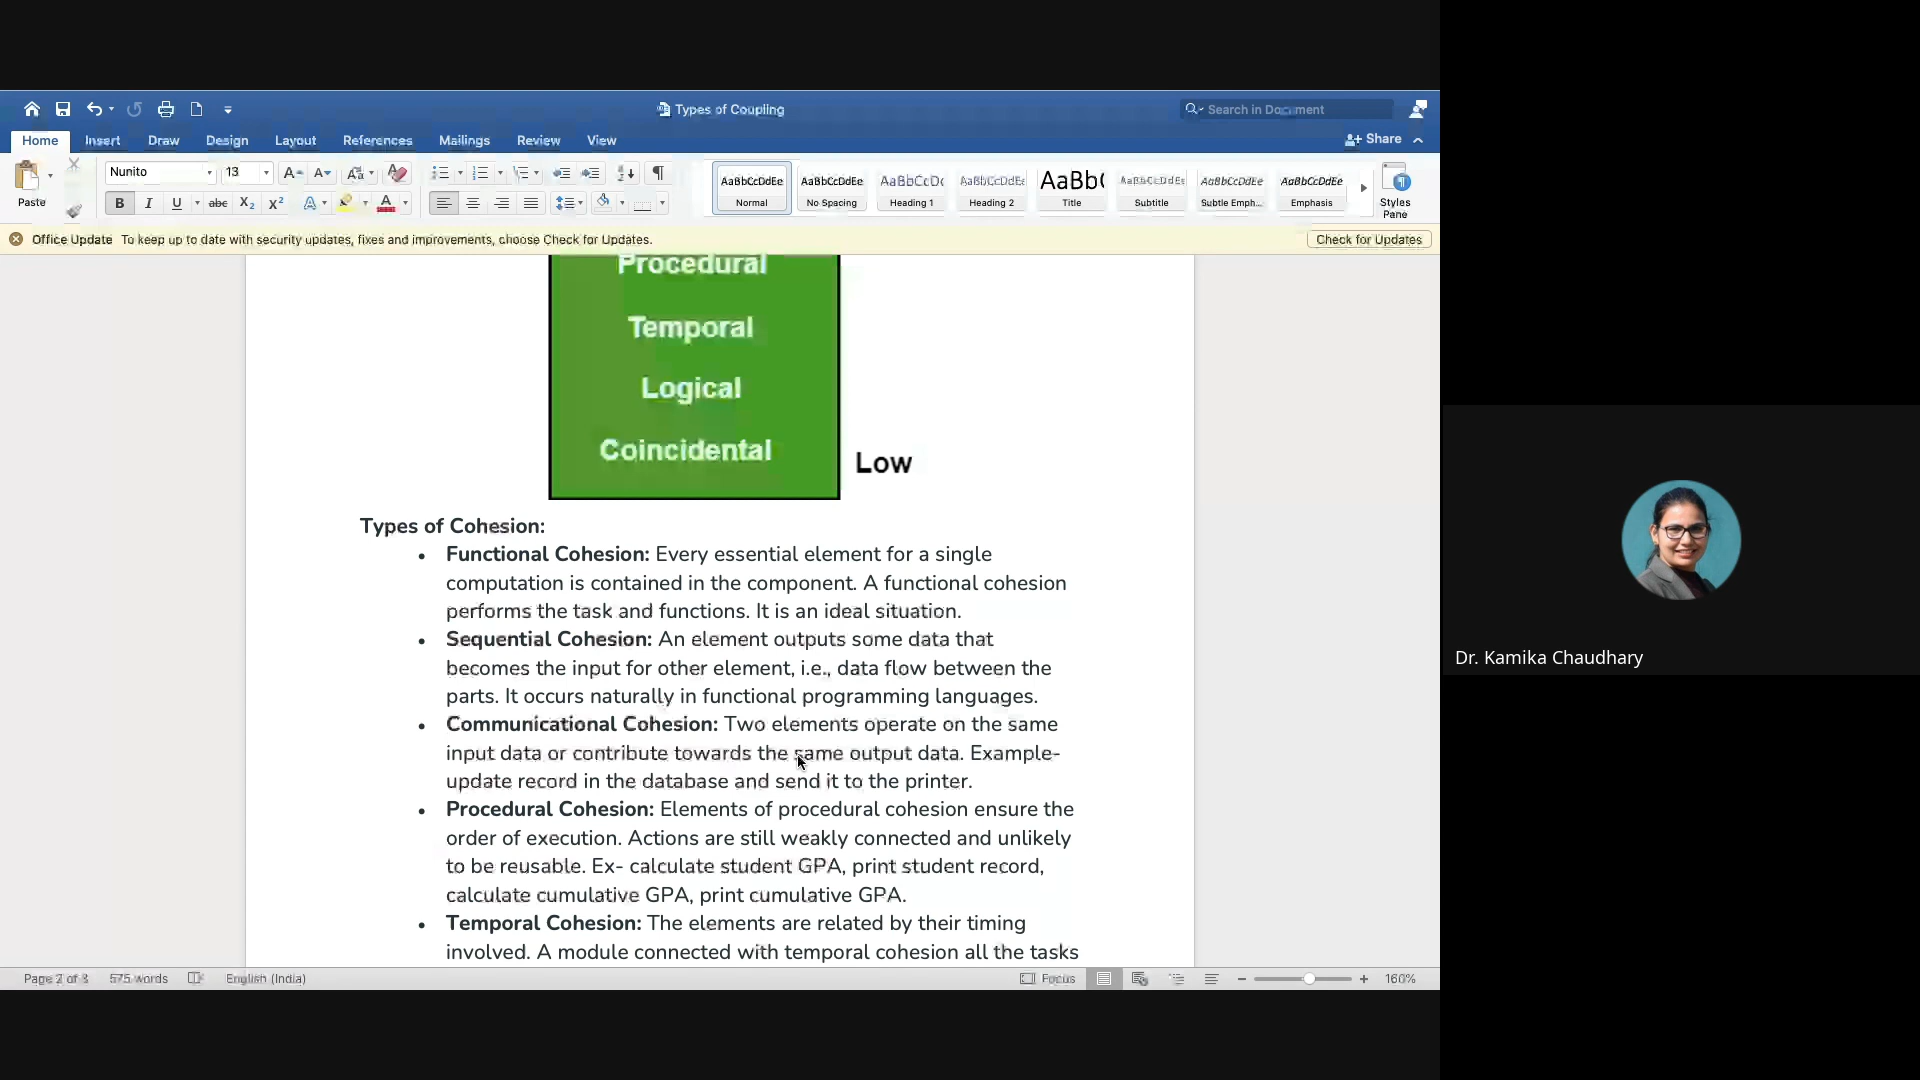 Types of Coupling
Search in Document
Home Insert Draw Design Layout References Mailings Review View
Share
Paste
Nunito 13
AaBbCcDdEe AaBbCcDdEe AaBbCcDc AaBbCcDdEe AaBb( AaBbCcDdEe AaBbCcDdEe AaBbCcDdEe
Normal No Spacing Heading 1 Heading 2 Title Subtitle Subtle Emph... Emphasis
Styles
Pane
B I U abc X₂ X² A A
Office Update To keep up to date with security updates, fixes and improvements, choose Check for Updates.
Check for Updates
Procedural
Temporal
Logical
Coincidental
Low
Types of Cohesion:
• Functional Cohesion: Every essential element for a single
computation is contained in the component. A functional cohesion
performs the task and functions. It is an ideal situation.
• Sequential Cohesion: An element outputs some data that
becomes the input for other element, i.e., data flow between the
parts. It occurs naturally in functional programming languages.
• Communicational Cohesion: Two elements operate on the same
input data or contribute towards the same output data. Example-
update record in the database and send it to the printer.
• Procedural Cohesion: Elements of procedural cohesion ensure the
order of execution. Actions are still weakly connected and unlikely
to be reusable. Ex- calculate student GPA, print student record,
calculate cumulative GPA, print cumulative GPA.
• Temporal Cohesion: The elements are related by their timing
involved. A module connected with temporal cohesion all the tasks
Page 2 of 3 575 words English (India)
Focus
160%
Dr. Kamika Chaudhary